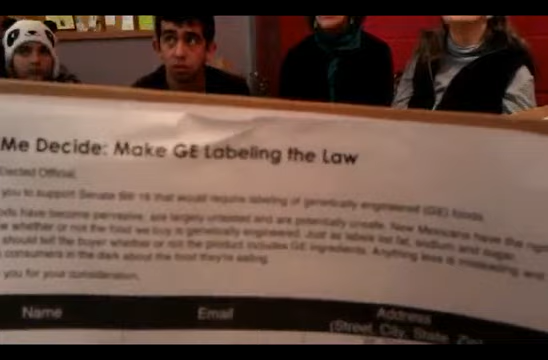 Me Decide: Make GE Labeling the Law
Elected Official,
you to support Senate Bill 18 that would require labeling of genetically engineered (GE) foods.
ods have become pervasive, are largely untested and are potentially unsafe. New Mexicans have the right
w whether or not the food we buy is genetically engineered. Just as labels list fat, sodium and sugar,
should tell the buyer whether or not the product includes GE ingredients. Anything less is misleading and
consumers in the dark about the food they're eating.
you for your consideration,
Name Email Address
(Street, City, State, Zip